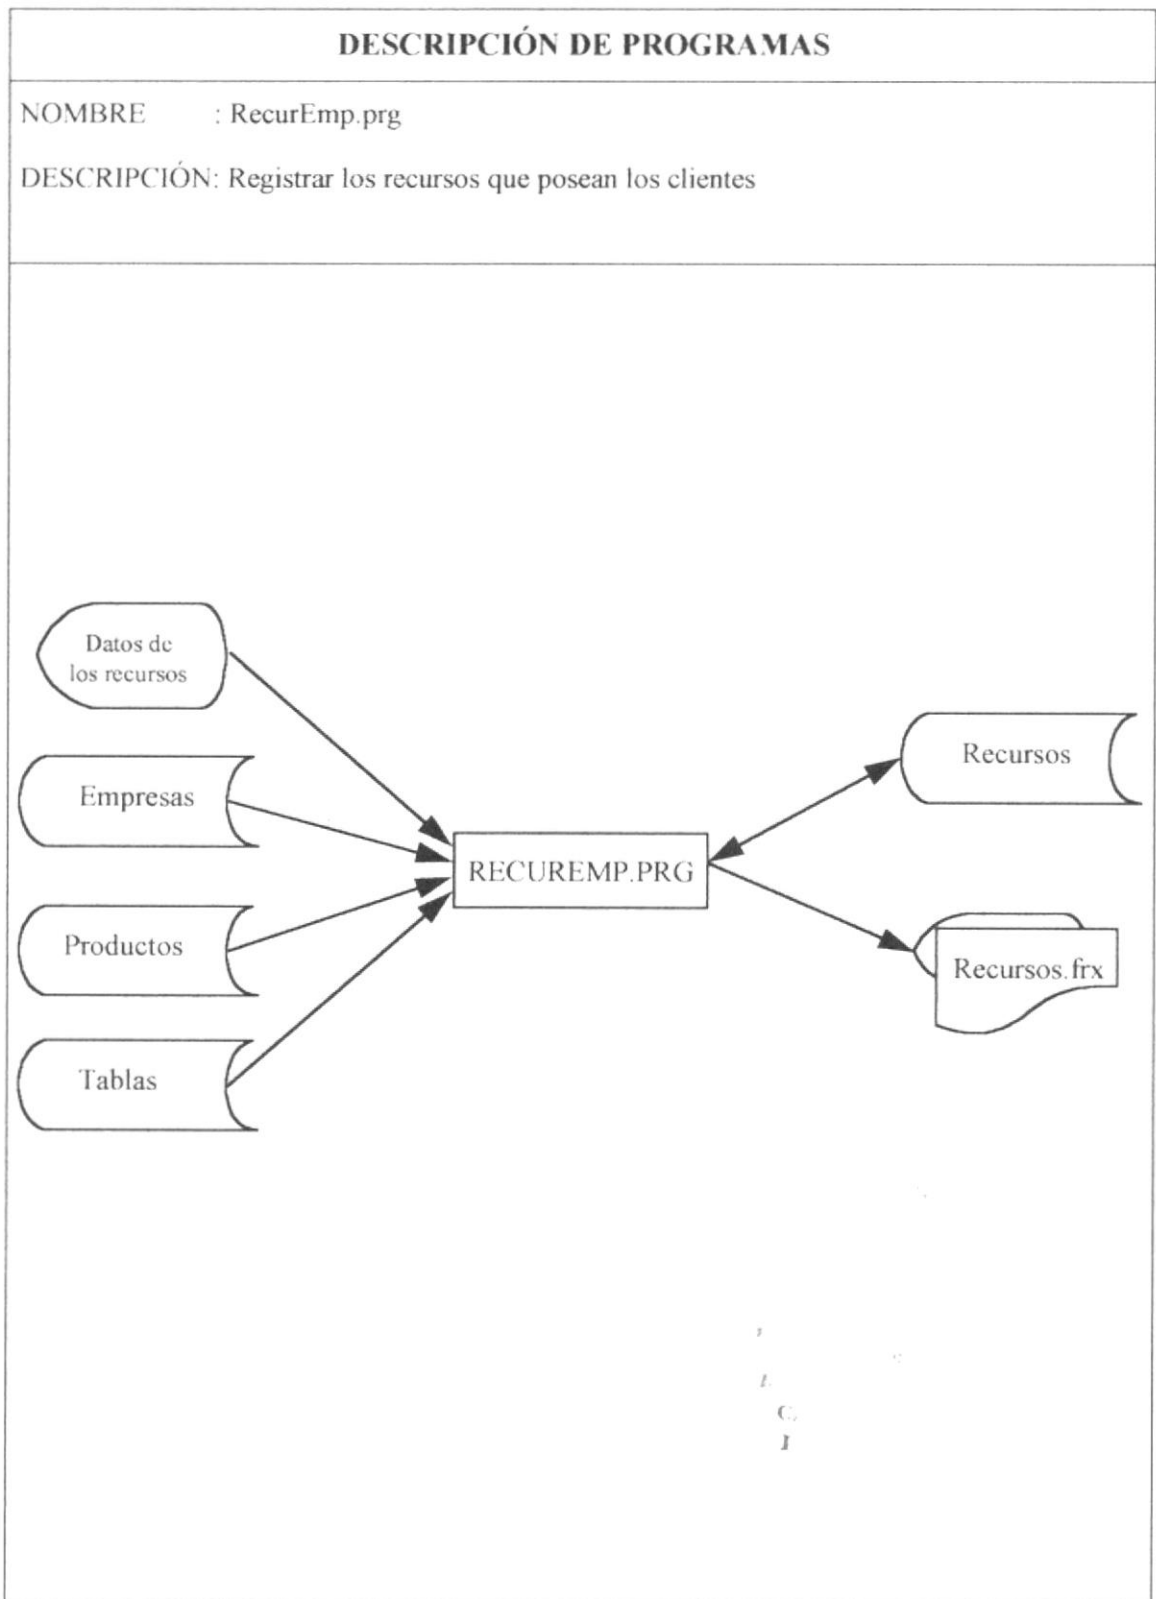 DESCRIPCIÓN DE PROGRAMAS
NOMBRE : RecurEmp.prg
DESCRIPCIÓN: Registrar los recursos que posean los clientes
Datos de
los recursos
Empresas
Productos
Tablas
RECUREMP.PRG
Recursos
Recursos.frx